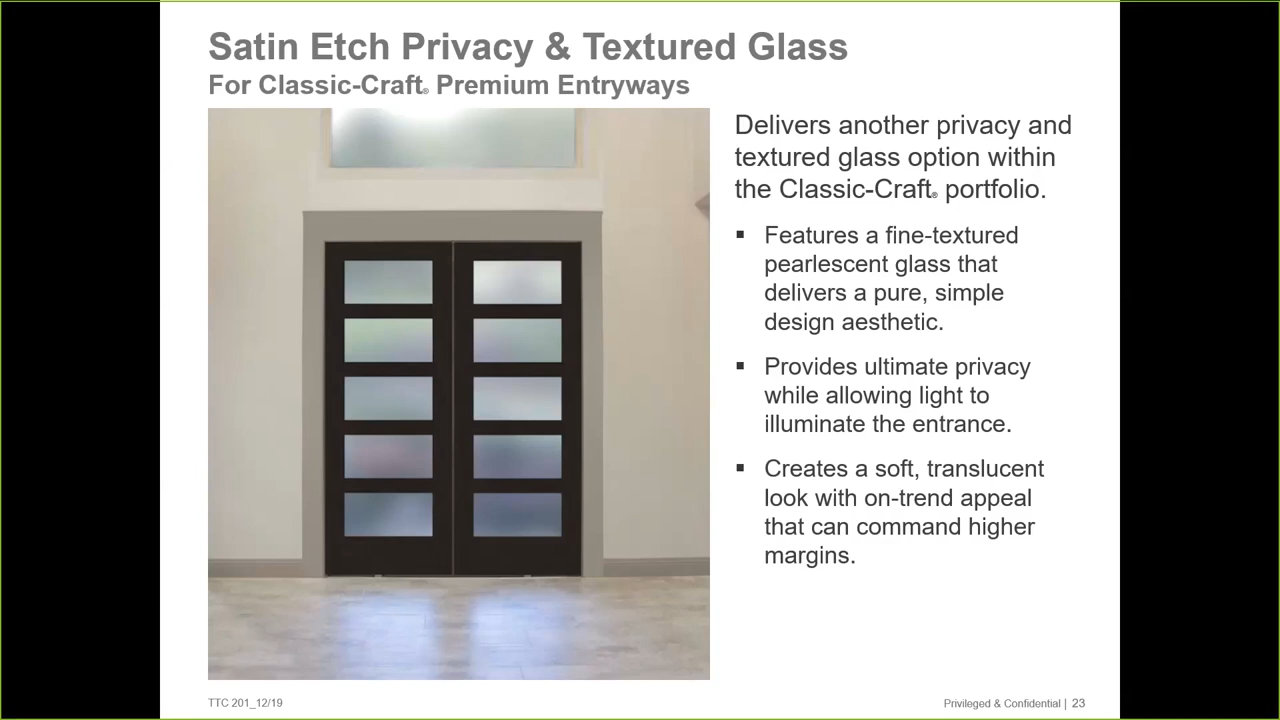 Satin Etch Privacy & Textured Glass
For Classic-Craft® Premium Entryways
Delivers another privacy and
textured glass option within
the Classic-Craft® portfolio.
▪ Features a fine-textured
pearlescent glass that
delivers a pure, simple
design aesthetic.
▪ Provides ultimate privacy
while allowing light to
illuminate the entrance.
▪ Creates a soft, translucent
look with on-trend appeal
that can command higher
margins.
TTC 201_12/19
Privileged & Confidential | 23